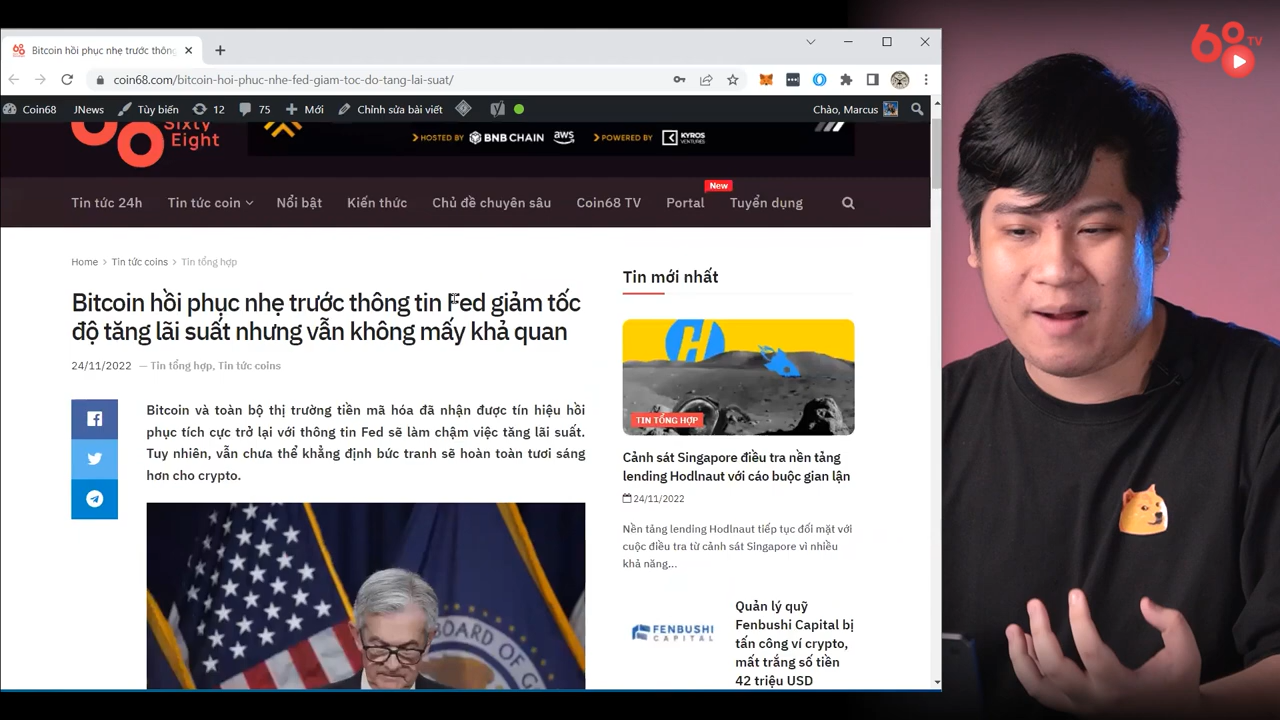 60 TV
Bitcoin hồi phục nhẹ trước thông
coin68.com/bitcoin-hoi-phuc-nhe-fed-giam-toc-do-tang-lai-suat/
Coin68 JNews Tùy biến 12 75 Mới Chỉnh sửa bài viết Chào, Marcus
Sixty
Eight
HOSTED BY BNB CHAIN aws POWERED BY KYROS VENTURES
New
Tin tức 24h Tin tức coin Nổi bật Kiến thức Chủ đề chuyên sâu Coin68 TV Portal Tuyển dụng
Home > Tin tức coins > Tin tổng hợp
Bitcoin hồi phục nhẹ trước thông tin Fed giảm tốc
độ tăng lãi suất nhưng vẫn không mấy khả quan
24/11/2022 — Tin tổng hợp, Tin tức coins
Bitcoin và toàn bộ thị trường tiền mã hóa đã nhận được tín hiệu hồi
phục tích cực trở lại với thông tin Fed sẽ làm chậm việc tăng lãi suất.
Tuy nhiên, vẫn chưa thể khẳng định bức tranh sẽ hoàn toàn tươi sáng
hơn cho crypto.
BOARD OF G
Tin mới nhất
TIN TỔNG HỢP
Cảnh sát Singapore điều tra nền tảng
lending Hodlnaut với cáo buộc gian lận
24/11/2022
Nền tảng lending Hodlnaut tiếp tục đối mặt với
cuộc điều tra từ cảnh sát Singapore vì nhiều
khả năng...
FENBUSHI
CAPITAL
Quản lý quỹ
Fenbushi Capital bị
tấn công ví crypto,
mất trắng số tiền
42 triệu USD